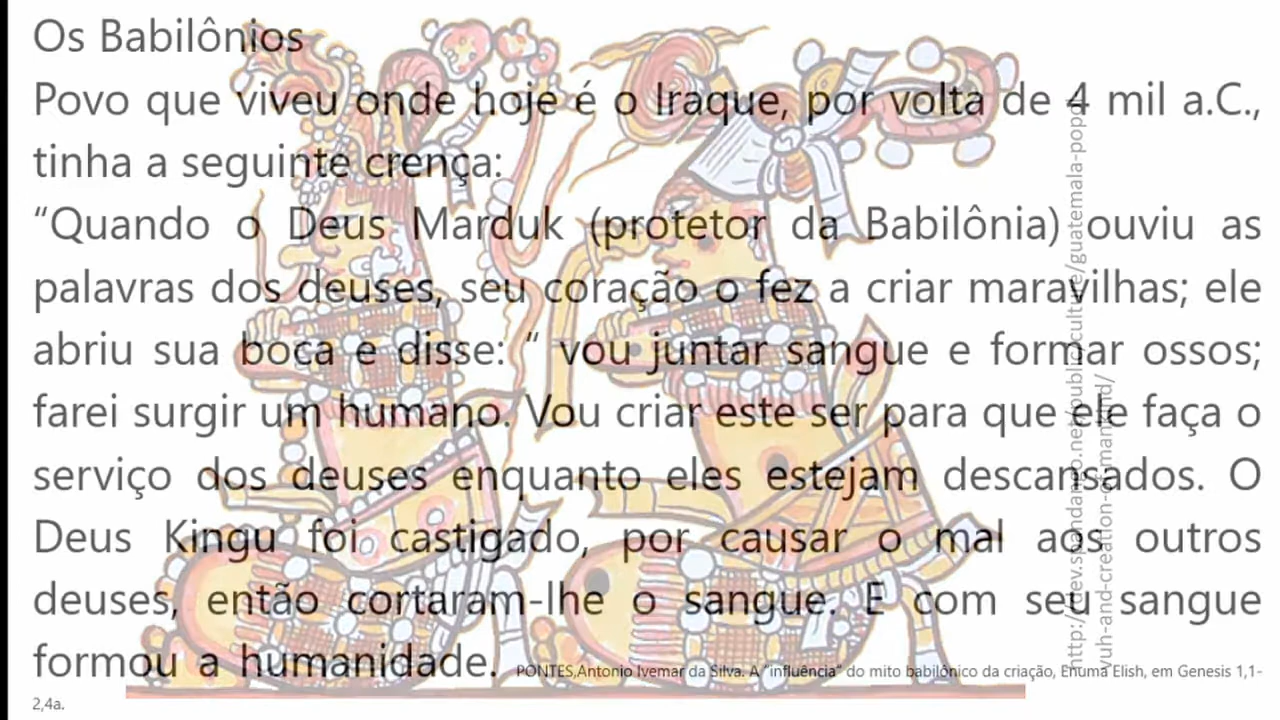 Os Babilônios
Povo que viveu onde hoje é o Iraque, por volta de 4 mil a.C.,
tinha a seguinte crença:
“Quando o Deus Marduk (protetor da Babilônia) ouviu as
palavras dos deuses, seu coração o fez a criar maravilhas; ele
abriu sua boca e disse: “ vou juntar sangue e formar ossos;
farei surgir um humano. Vou criar este ser para que ele faça o
serviço dos deuses enquanto eles estejam descansados. O
Deus Kingu foi castigado, por causar o mal aos outros
deuses, então cortaram-lhe o sangue. E com seu sangue
formou a humanidade. PONTES,Antonio Ivemar da Silva. A “influência” do mito babilônico da criação, Enuma Elish, em Genesis 1,1-
2,4a.
vuh-and-creation-of-mankind/